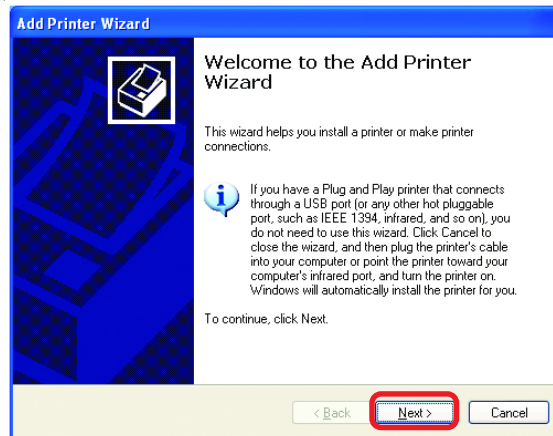 Add Printer Wizard
Welcome to the Add Printer
Wizard
This wizard helps you install a printer or make printer
connections.
If you have a Plug and Play printer that connects
through a USB port (or any other hot pluggable
port, such as IEEE 1394, infrared, and so on), you
do not need to use this wizard. Click Cancel to
close the wizard, and then plug the printer's cable
into your computer or point the printer toward your
computer's infrared port, and turn the printer on.
Windows will automatically install the printer for you.
To continue, click Next.
< Back Next > Cancel